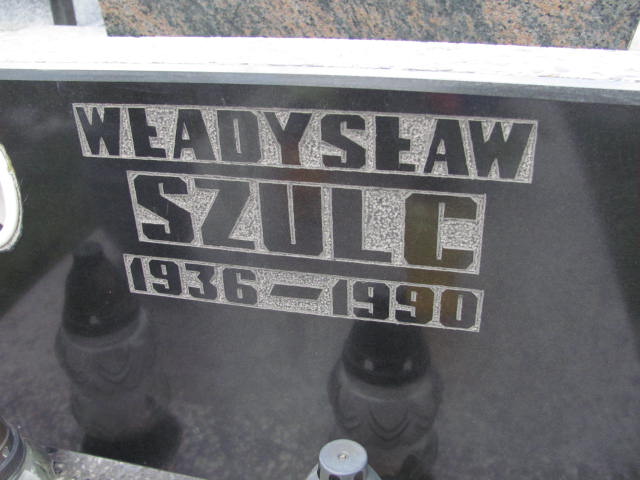 WŁADYSŁAW
SZULC
1936 — 1990